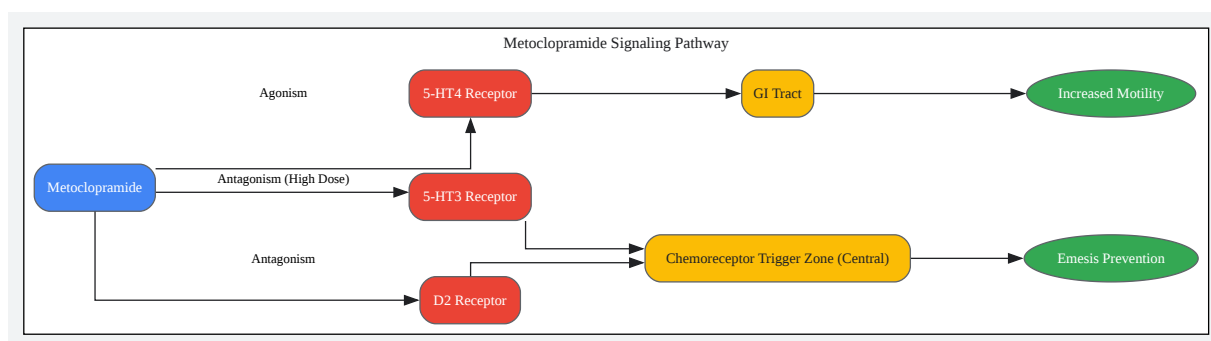 Metoclopramide Signaling Pathway
Agonism
5-HT4 Receptor
GI Tract
Increased Motility
Metoclopramide
Antagonism (High Dose)
5-HT3 Receptor
Antagonism
Chemoreceptor Trigger Zone (Central)
Emesis Prevention
D2 Receptor